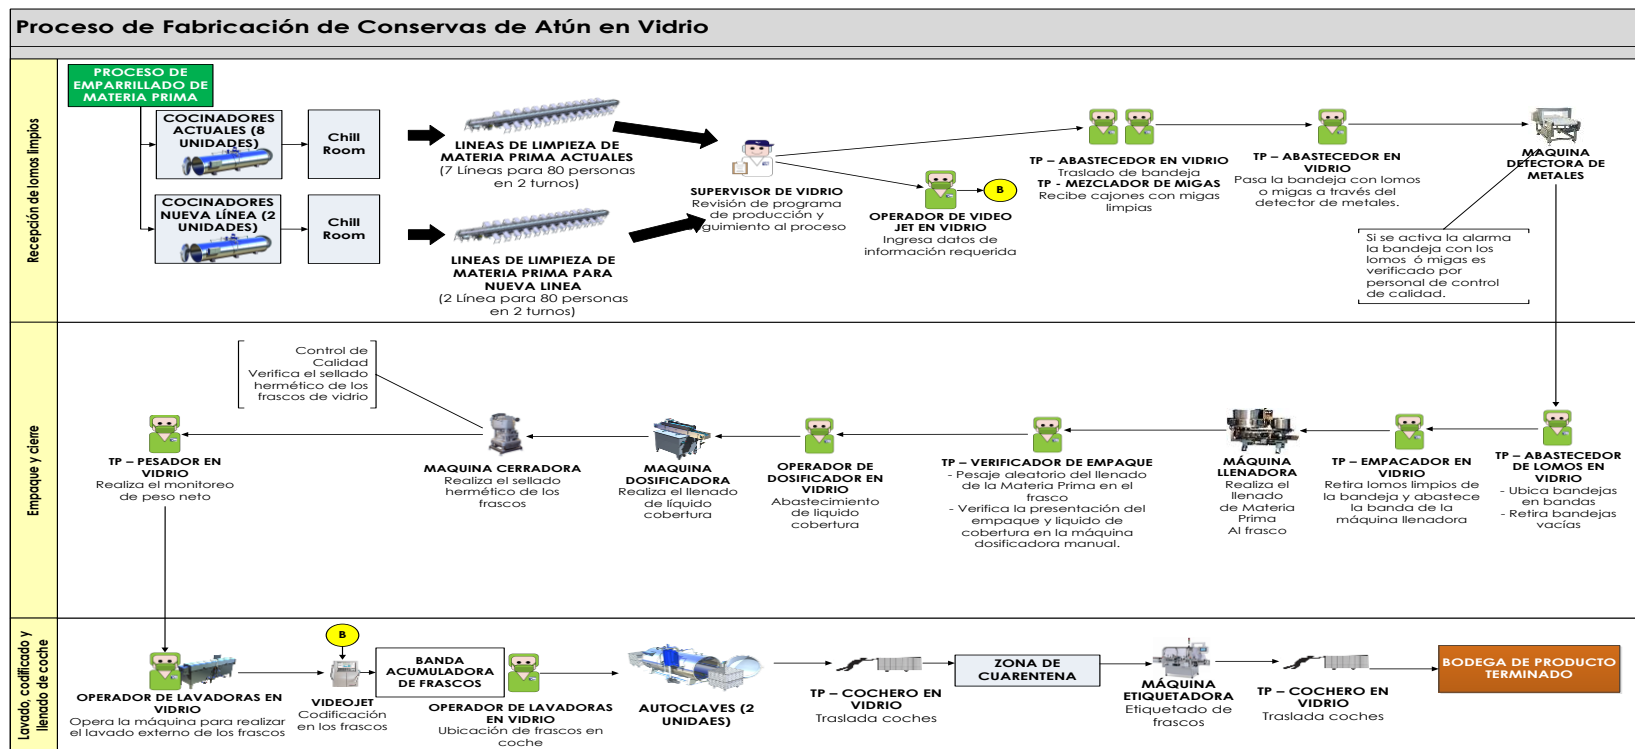 Proceso de Fabricación de Conservas de Atún en Vidrio
Recepción de lomos limpios
PROCESO DE
EMPARRILLADO DE
MATERIA PRIMA
COCINADORES
ACTUALES (8
UNIDADES)
Chill
Room
COCINADORES
NUEVA LÍNEA (2
UNIDADES)
Chill
Room
LINEAS DE LIMPIEZA DE
MATERIA PRIMA ACTUALES
(7 Líneas para 80 personas
en 2 turnos)
LINEAS DE LIMPIEZA DE
MATERIA PRIMA PARA
NUEVA LINEA
(2 Línea para 80 personas
en 2 turnos)
SUPERVISOR DE VIDRIO
Revisión de programa
de producción y
guimiento al proceso
B
OPERADOR DE VIDEO
JET EN VIDRIO
Ingresa datos de
información requerida
TP – ABASTECEDOR EN VIDRIO
Traslado de bandeja
TP - MEZCLADOR DE MIGAS
Recibe cajones con migas
limpias
TP – ABASTECEDOR EN
VIDRIO
Pasa la bandeja con lomos
o migas a través del
detector de metales.
MAQUINA
DETECTORA DE
METALES
Si se activa la alarma
la bandeja con los
lomos ó migas es
verificado por
personal de control
de calidad.
Empaque y cierre
Control de
Calidad
Verifica el sellado
hermético de los
frascos de vidrio
TP – PESADOR EN
VIDRIO
Realiza el monitoreo
de peso neto
MAQUINA CERRADORA
Realiza el sellado
hermético de los
frascos
MAQUINA
DOSIFICADORA
Realiza el llenado
de líquido
cobertura
OPERADOR DE
DOSIFICADOR EN
VIDRIO
Abastecimiento
de liquido
cobertura
TP – VERIFICADOR DE EMPAQUE
- Pesaje aleatorio del llenado
de la Materia Prima en el
frasco
- Verifica la presentación del
empaque y liquido de
cobertura en la máquina
dosificadora manual.
MÁQUINA
LLENADORA
Realiza el
llenado
de Materia
Prima
Al frasco
TP – EMPACADOR EN
VIDRIO
Retira lomos limpios de
la bandeja y abastece
la banda de la
máquina llenadora
TP – ABASTECEDOR
DE LOMOS EN
VIDRIO
- Ubica bandejas
en bandas
- Retira bandejas
vacías
Lavado, codificado y
llenado de coche
OPERADOR DE LAVADORAS EN
VIDRIO
Opera la máquina para realizar
el lavado externo de los frascos
B
VIDEOJET
Codificación
en los frascos
BANDA
ACUMULADORA
DE FRASCOS
OPERADOR DE LAVADORAS
EN VIDRIO
Ubicación de frascos en
coche
AUTOCLAVES (2
UNIDAES)
TP – COCHERO EN
VIDRIO
Traslada coches
ZONA DE
CUARENTENA
MÁQUINA
ETIQUETADORA
Etiquetado de
frascos
TP – COCHERO EN
VIDRIO
Traslada coches
BODEGA DE PRODUCTO
TERMINADO